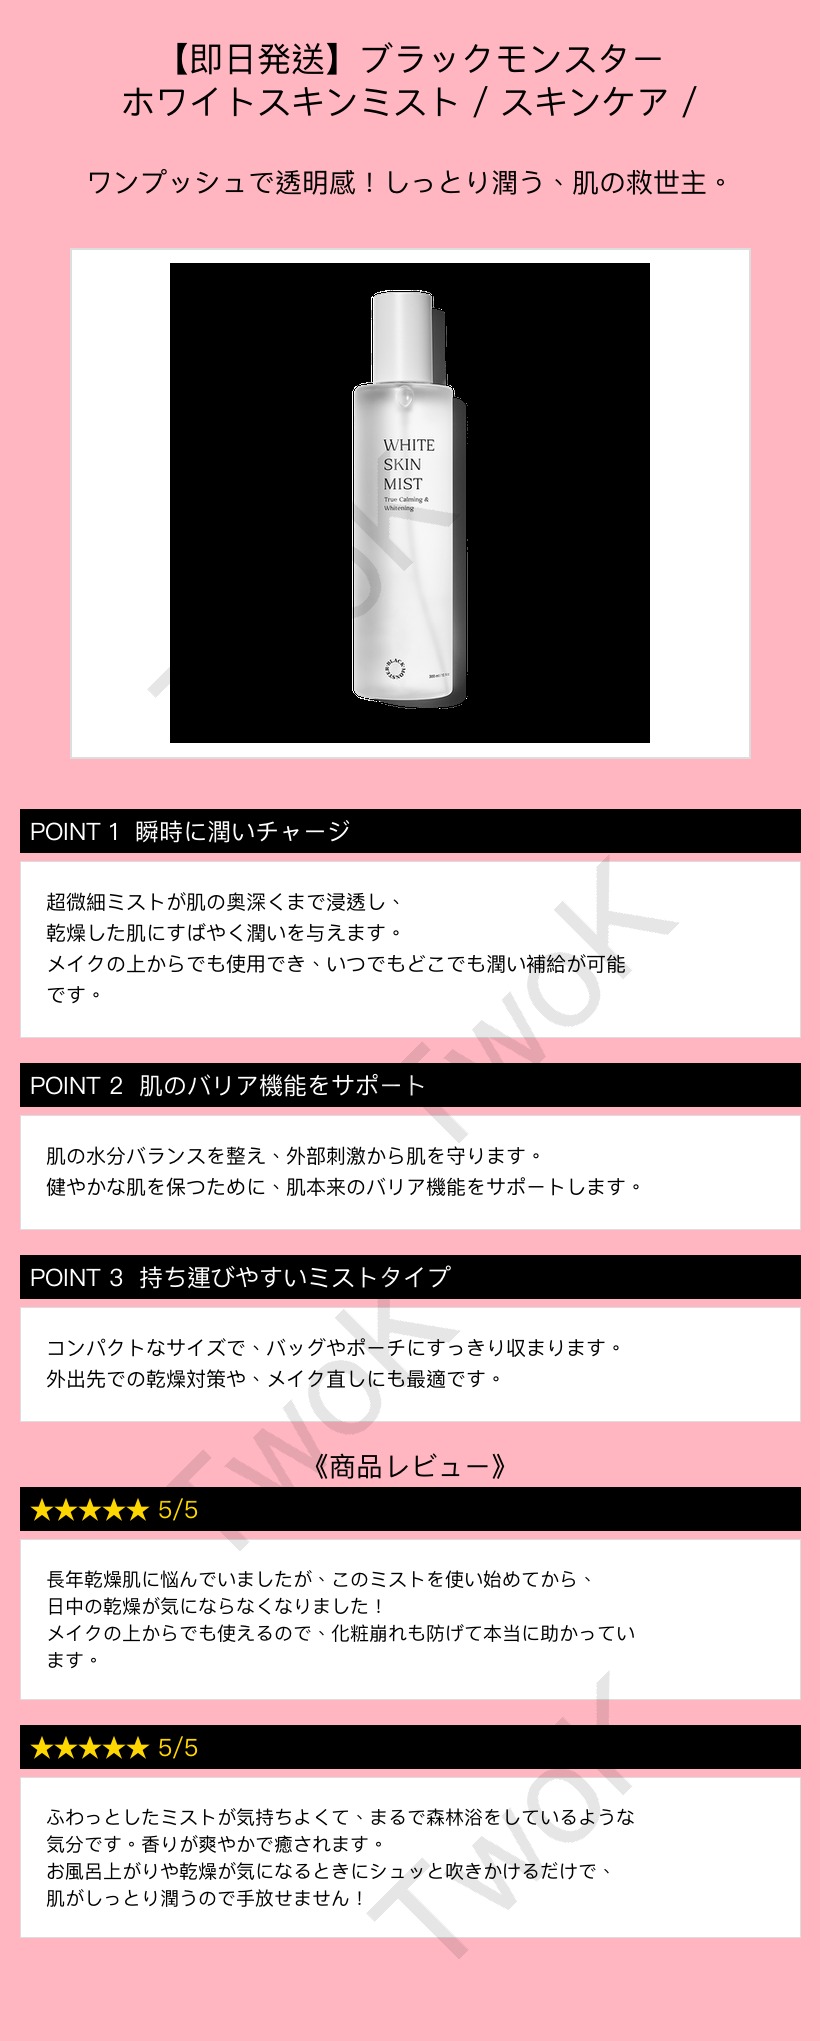 【即日発送】ブラックモンスター
ホワイトスキンミスト / スキンケア /
ワンプッシュで透明感！しっとり潤う、肌の救世主。
WHITE
SKIN
MIST
True Calming &
Whitening
BLACK MONSTER
TwoK
POINT 1 瞬時に潤いチャージ
超微細ミストが肌の奥深くまで浸透し、
乾燥した肌にすばやく潤いを与えます。
メイクの上からでも使用でき、いつでもどこでも潤い補給が可能
です。
TwoK
POINT 2 肌のバリア機能をサポート
肌の水分バランスを整え、外部刺激から肌を守ります。
健やかな肌を保つために、肌本来のバリア機能をサポートします。
POINT 3 持ち運びやすいミストタイプ
コンパクトなサイズで、バッグやポーチにすっきり収まります。
外出先での乾燥対策や、メイク直しにも最適です。
TwoK
《商品レビュー》
★★★★★ 5/5
長年乾燥肌に悩んでいましたが、このミストを使い始めてから、
日中の乾燥が気にならなくなりました！
メイクの上からでも使えるので、化粧崩れも防げて本当に助かってい
ます。
★★★★★ 5/5
ふわっとしたミストが気持ちよくて、まるで森林浴をしているような
気分です。香りが爽やかで癒されます。
お風呂上がりや乾燥が気になるときにシュッと吹きかけるだけで、
肌がしっとり潤うので手放せません！
TwoK